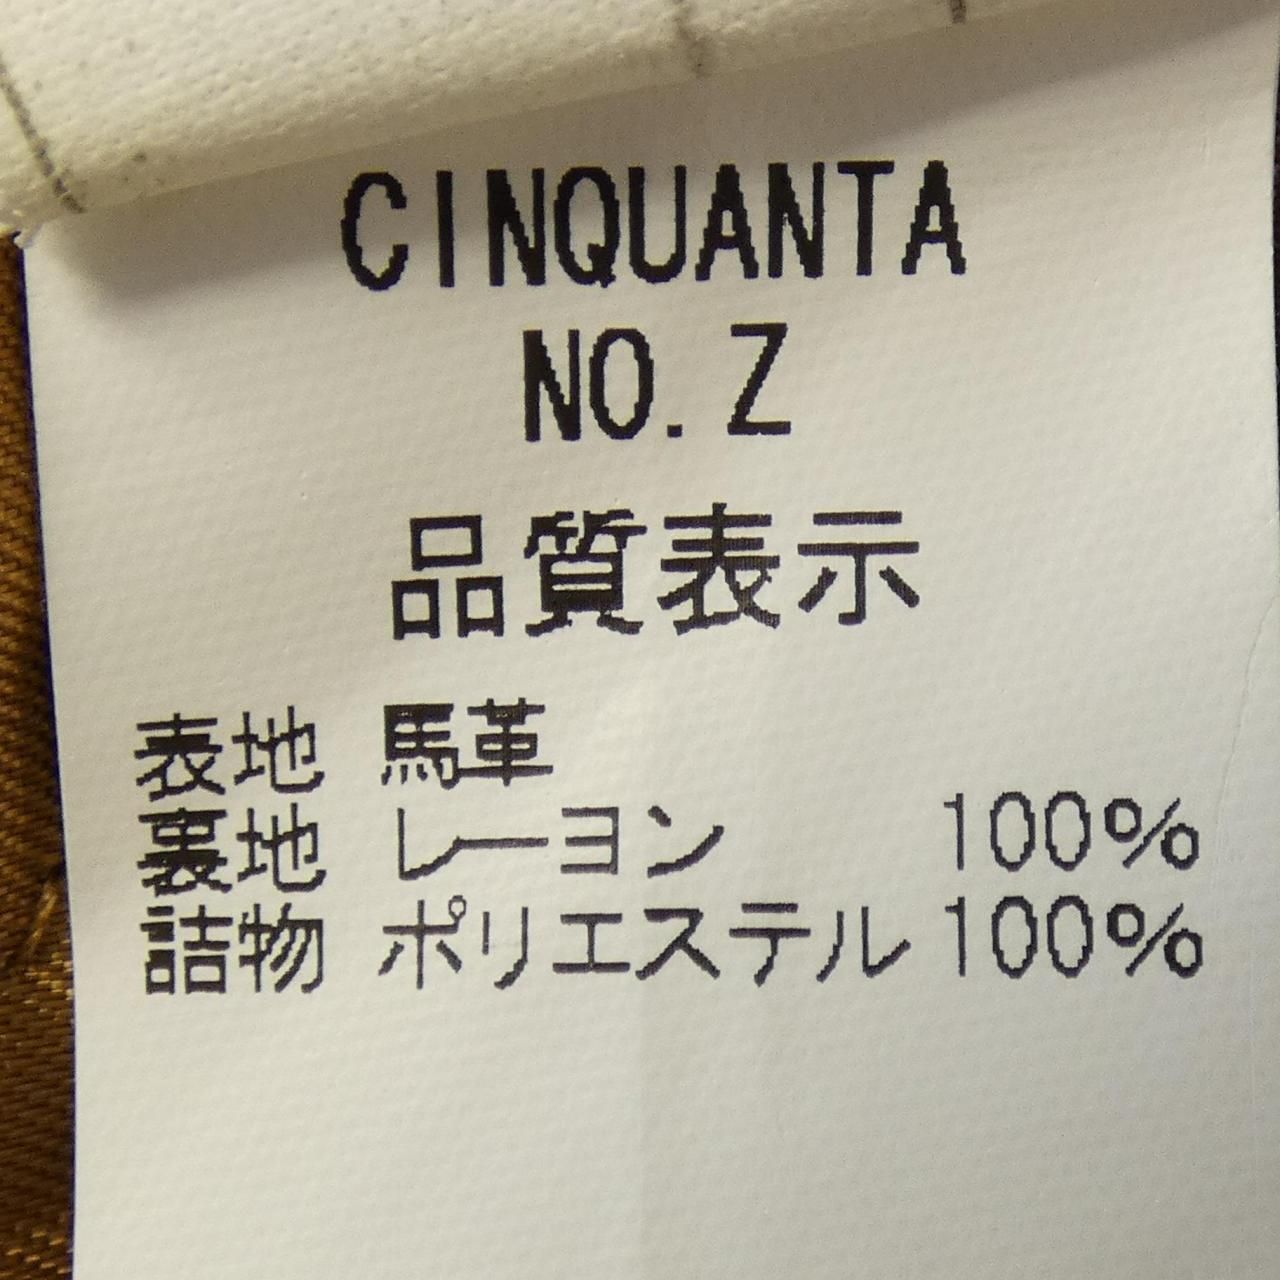 CINQUANTA
NO.Z
品質表示
表地 馬革
裏地 レーヨン 100%
詰物 ポリエステル 100%